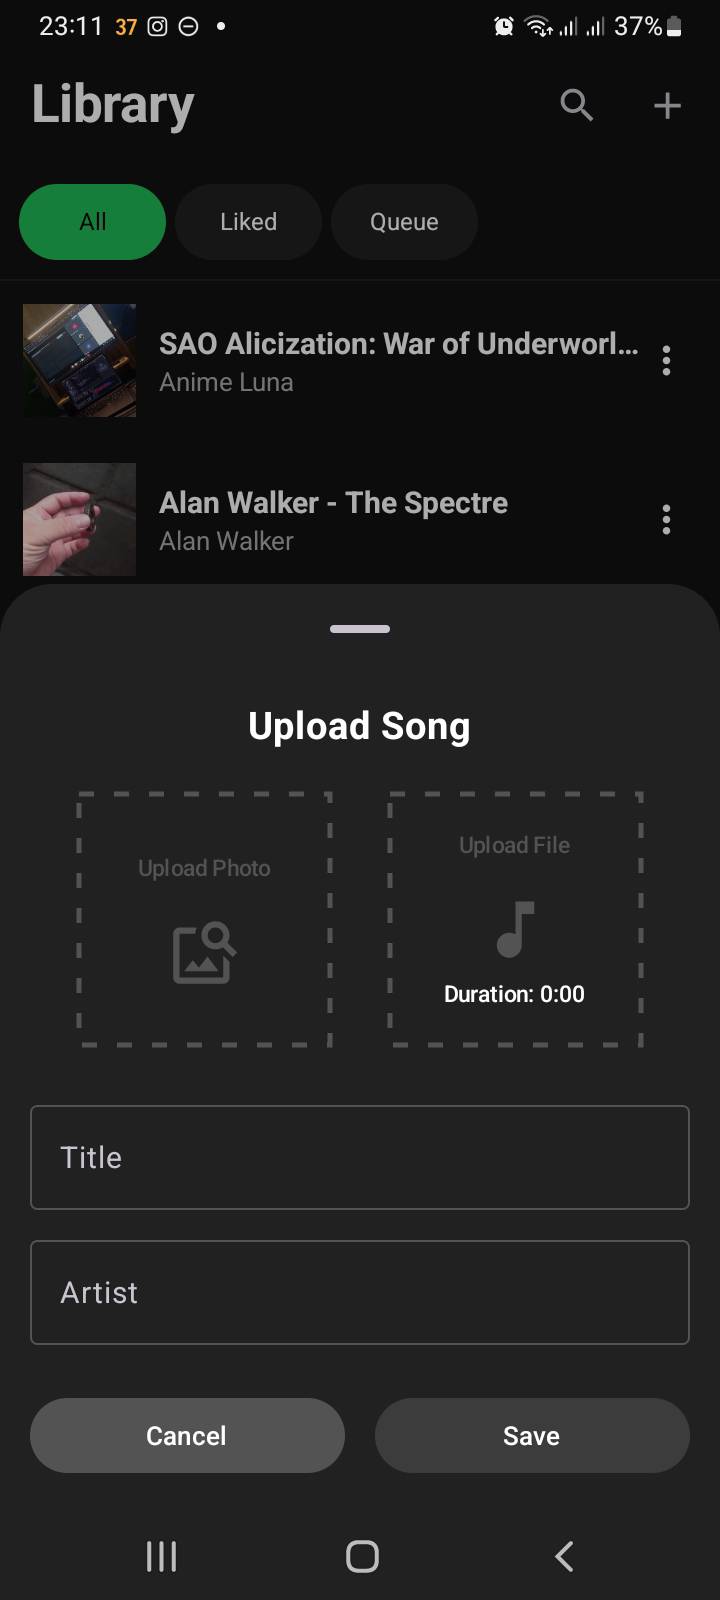 23:11 37 37%
Library
All Liked Queue
SAO Alicization: War of Underworl...
Anime Luna
Alan Walker - The Spectre
Alan Walker
Upload Song
Upload Photo
Upload File
Duration: 0:00
Title
Artist
Cancel Save